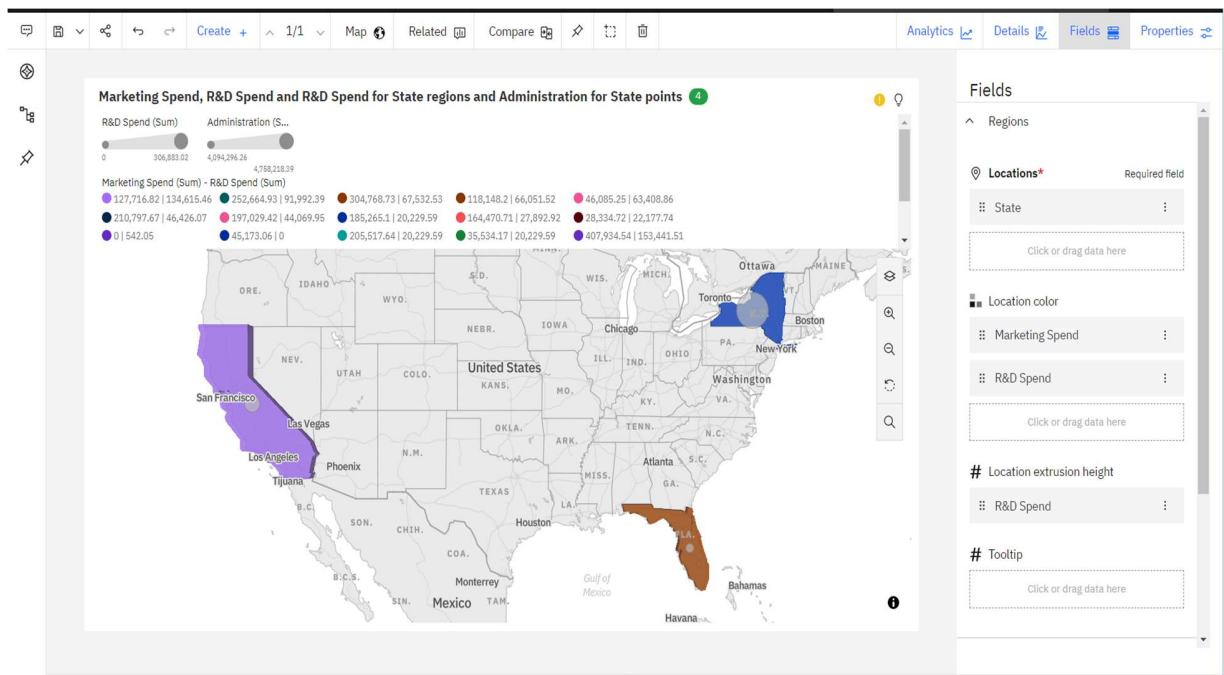 Create +
1/1
Map
Related
Compare
Analytics
Details
Fields
Properties
Marketing Spend, R&D Spend and R&D Spend for State regions and Administration for State points 4
R&D Spend (Sum) Administration (S...
0 306,883.02 4,094,296.26
4,758,218.39
Marketing Spend (Sum) - R&D Spend (Sum)
127,716.82 | 134,615.46 252,664.93 | 91,992.39 304,768.73 | 67,532.53 118,148.2 | 66,051.52 46,085.25 | 63,408.86
210,797.67 | 46,426.07 197,029.42 | 44,069.95 185,265.1 | 20,229.59 164,470.71 | 27,892.92 28,334.72 | 22,177.74
0 | 542.05 45,173.06 | 0 205,517.64 | 20,229.59 35,534.17 | 20,229.59 407,934.54 | 153,441.51
MINN.
S.D.
WIS.
MICH.
Ottawa
MAINE
ORE.
IDAHO
WYO.
Toronto
VT.
Boston
NEBR.
IOWA
Chicago
PA.
New York
NEV.
UTAH
COLO.
United States
KANS.
ILL.
IND.
OHIO
Washington
MO.
KY.
VA.
San Francisco
Las Vegas
OKLA.
TENN.
N.C.
ARK.
Los Angeles
Phoenix
N.M.
Atlanta
S.C.
Tijuana
MISS.
GA.
TEXAS
LA.
B.C.
SON.
CHIH.
Houston
FLA.
COA.
B.C.S.
Monterrey
Gulf of
Mexico
Bahamas
SIN.
Mexico
TAM.
Havana
Fields
Regions
Locations* Required field
State
Click or drag data here
Location color
Marketing Spend
R&D Spend
Click or drag data here
# Location extrusion height
R&D Spend
# Tooltip
Click or drag data here